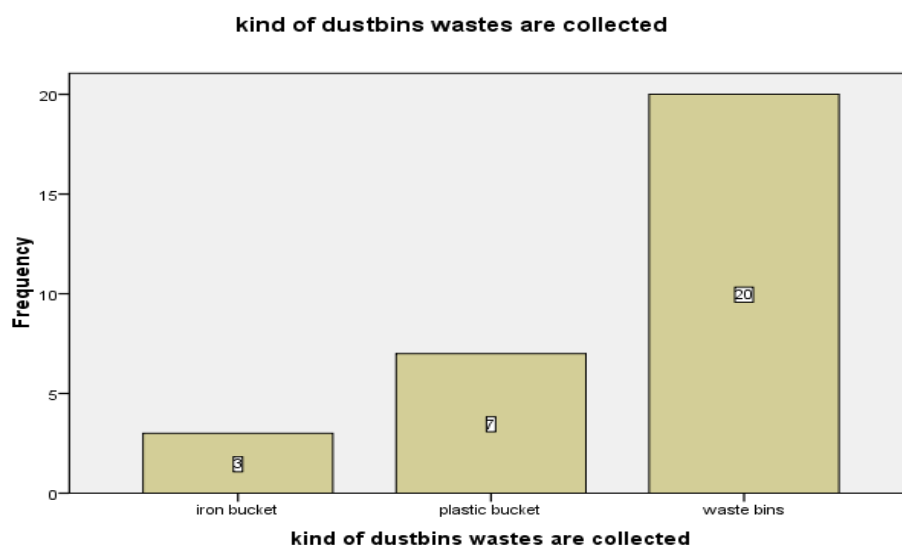 kind of dustbins wastes are collected
20
15
10
5
0
Frequency
3
7
20
iron bucket
plastic bucket
waste bins
kind of dustbins wastes are collected